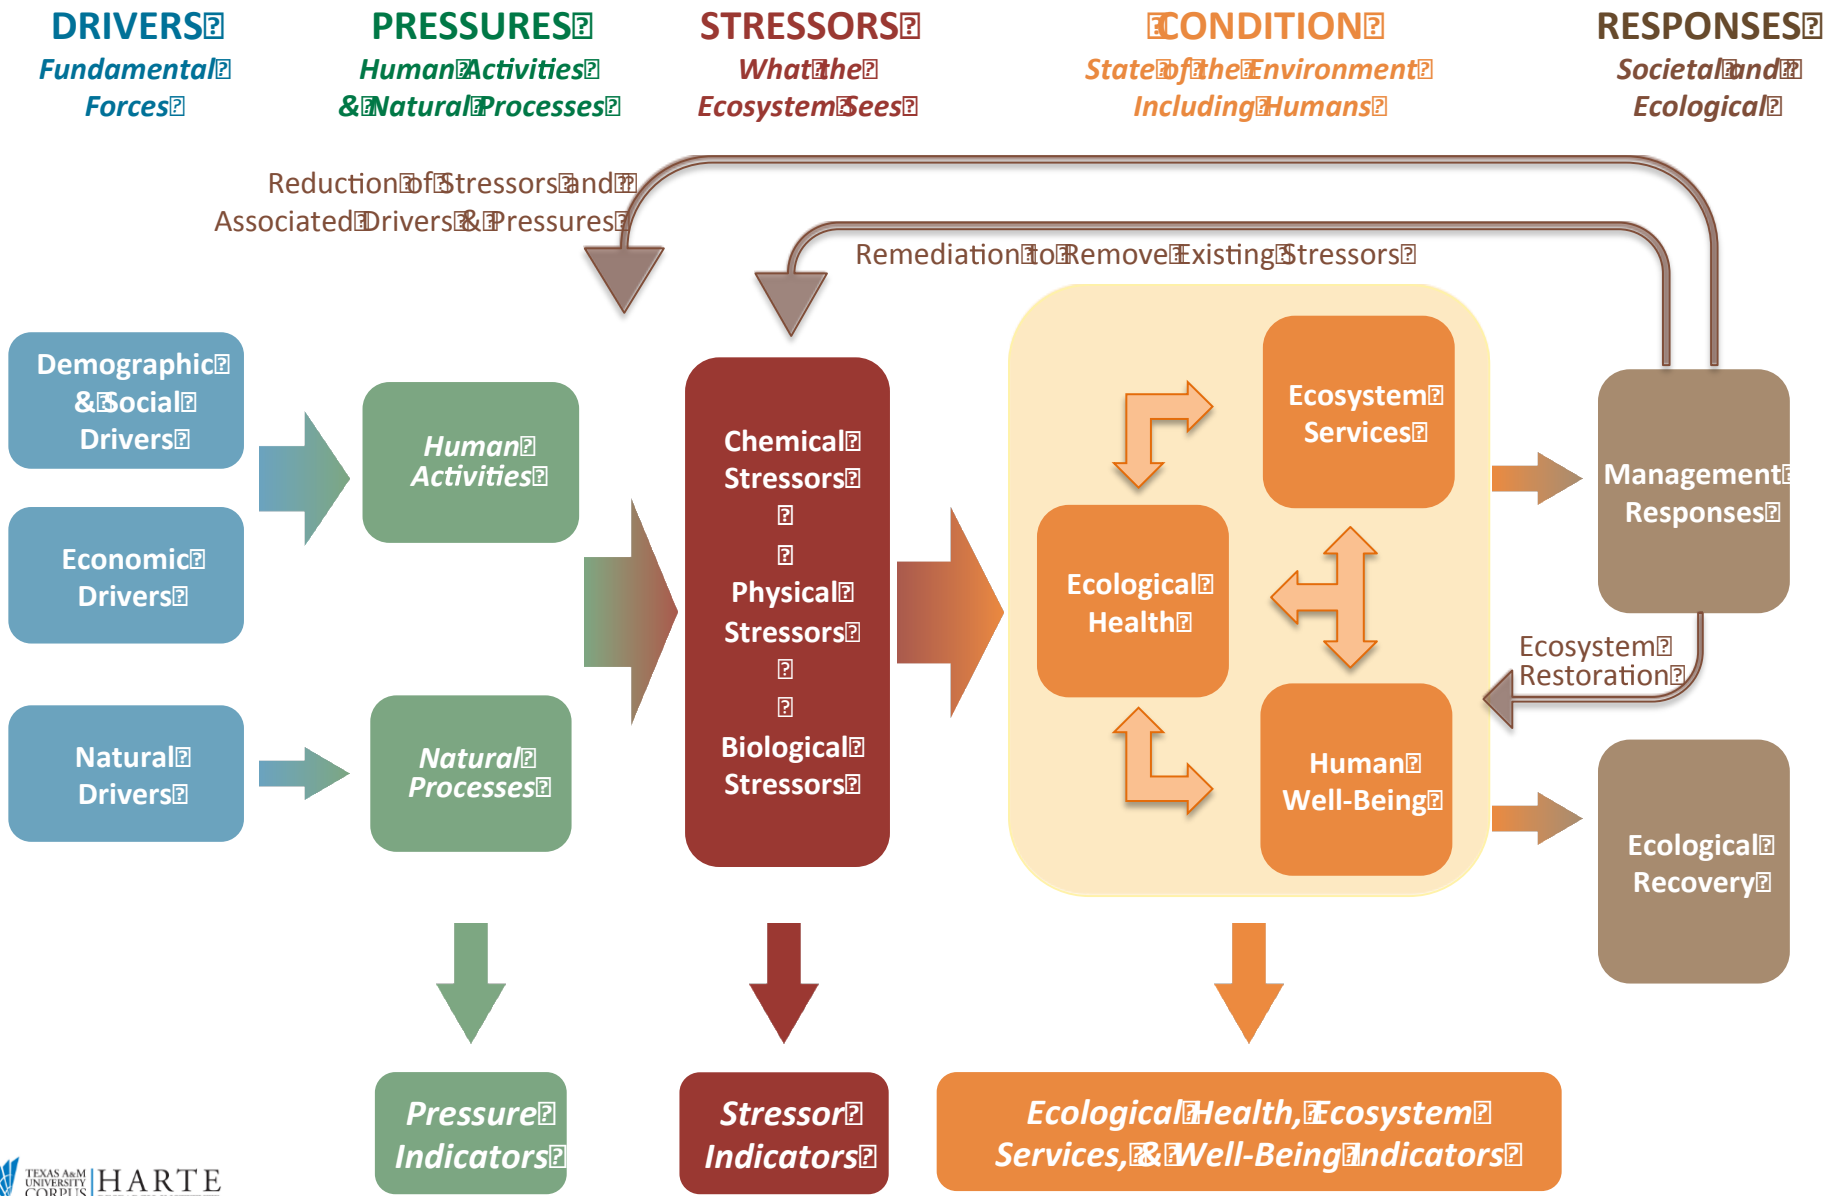 DRIVERS
Fundamental
Forces
PRESSURES
Human Activities
& Natural Processes
STRESSORS
What the
Ecosystem Sees
CONDITION
State of the Environment
Including Humans
RESPONSES
Societal and
Ecological
Reduction of Stressors and
Associated Drivers & Pressures
Remediation to Remove Existing Stressors
Demographic
& Social
Drivers
Economic
Drivers
Natural
Drivers
Human
Activities
Natural
Processes
Chemical
Stressors
Physical
Stressors
Biological
Stressors
Ecosystem
Services
Ecological
Health
Human
Well-Being
Management
Responses
Ecosystem
Restoration
Ecological
Recovery
Pressure
Indicators
Stressor
Indicators
Ecological Health, Ecosystem
Services, & Well-Being Indicators
TEXAS A&M
UNIVERSITY
CORPUS
HARTE